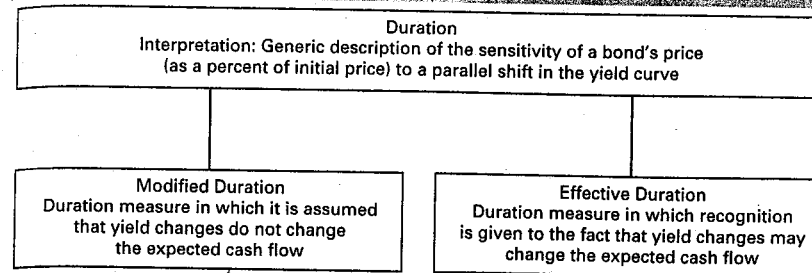 Duration
Interpretation: Generic description of the sensitivity of a bond's price
(as a percent of initial price) to a parallel shift in the yield curve
Modified Duration
Duration measure in which it is assumed
that yield changes do not change
the expected cash flow
Effective Duration
Duration measure in which recognition
is given to the fact that yield changes may
change the expected cash flow